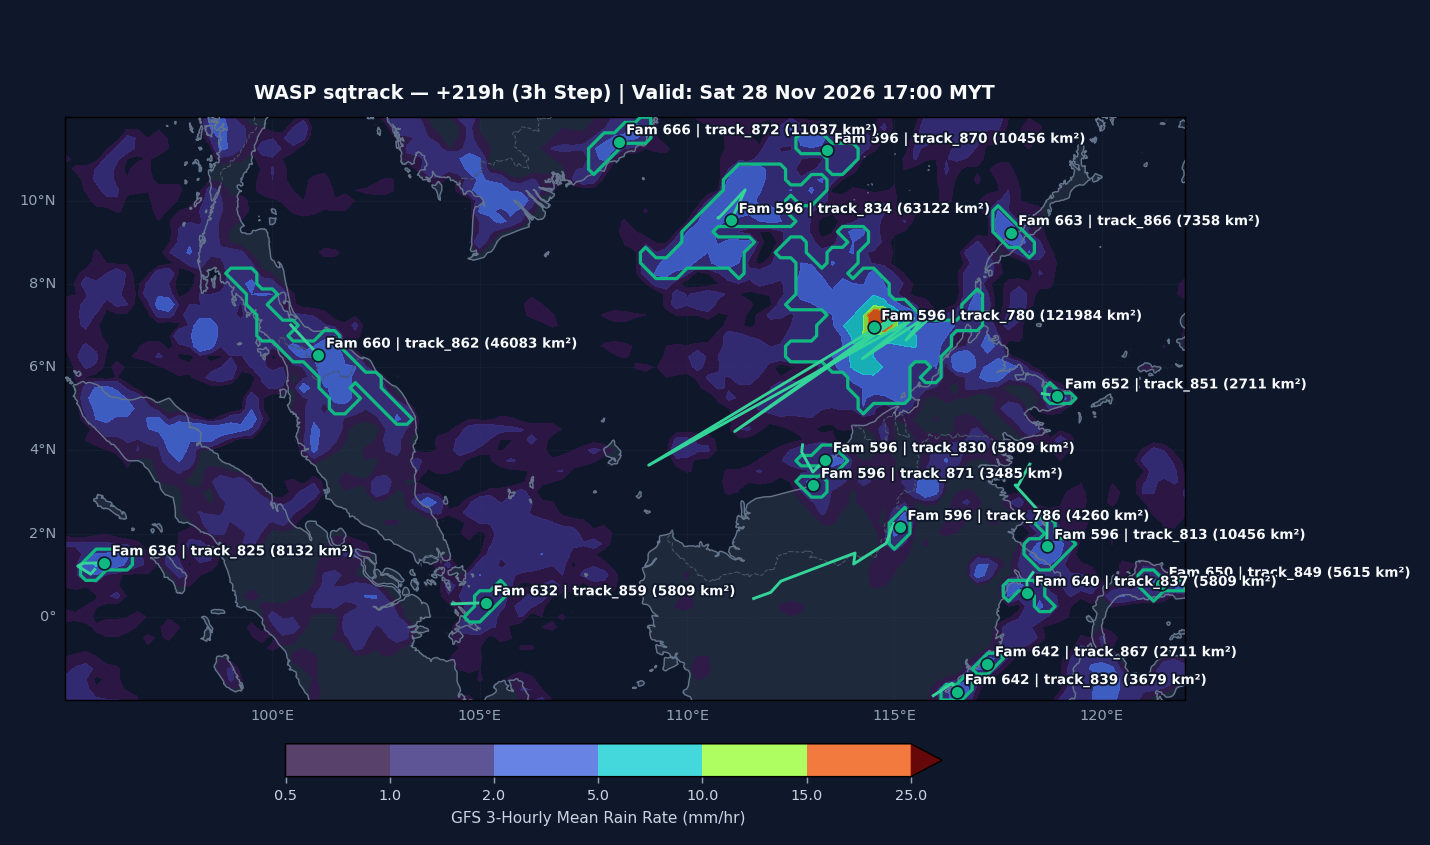 WASP sqtrack — +219h (3h Step) | Valid: Sat 28 Nov 2026 17:00 MYT
Fam 666 | track_872 (11037 km²)
Fam 596 | track_870 (10456 km²)
10°N
Fam 596 | track_834 (63122 km²)
Fam 663 | track_866 (7358 km²)
8°N
Fam 596 | track_780 (121984 km²)
Fam 660 | track_862 (46083 km²)
6°N
Fam 652 | track_851 (2711 km²)
4°N
Fam 596 | track_830 (5809 km²)
Fam 596 | track_871 (3485 km²)
Fam 596 | track_786 (4260 km²)
2°N
Fam 596 | track_813 (10456 km²)
Fam 636 | track_825 (8132 km²)
Fam 650 | track_849 (5615 km²)
Fam 640 | track_837 (5809 km²)
Fam 632 | track_859 (5809 km²)
0°
Fam 642 | track_867 (2711 km²)
Fam 642 | track_839 (3679 km²)
100°E 105°E 110°E 115°E 120°E
0.5 1.0 2.0 5.0 10.0 15.0 25.0
GFS 3-Hourly Mean Rain Rate (mm/hr)